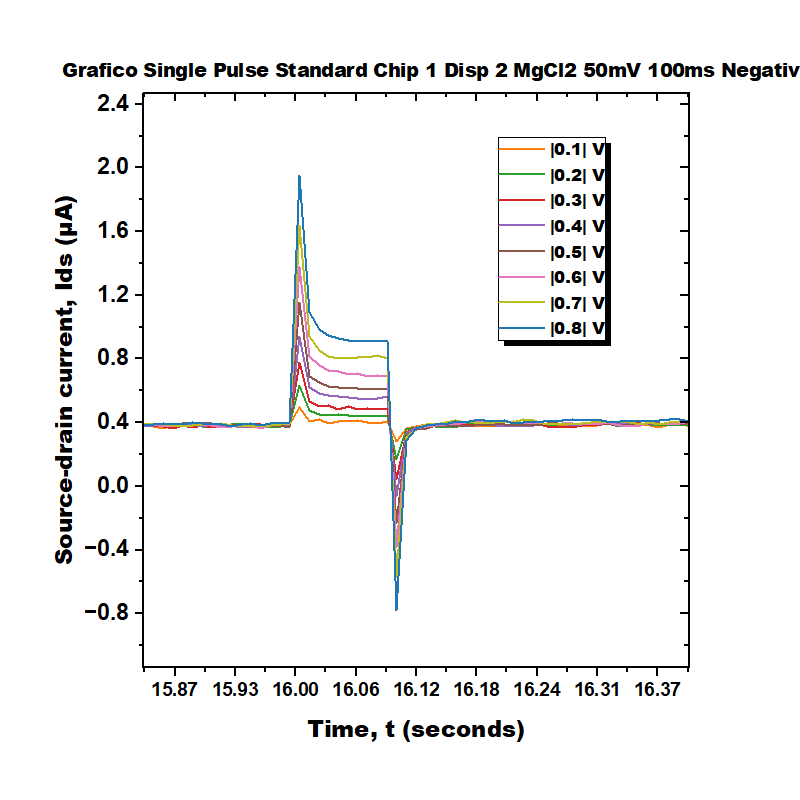 Grafico Single Pulse Standard Chip 1 Disp 2 MgCl2 50mV 100ms Negativ
2.4
2.0
1.6
1.2
0.8
0.4
0.0
−0.4
−0.8
Source-drain current, Ids (µA)
|0.1| V
|0.2| V
|0.3| V
|0.4| V
|0.5| V
|0.6| V
|0.7| V
|0.8| V
15.87 15.93 16.00 16.06 16.12 16.18 16.24 16.31 16.37
Time, t (seconds)